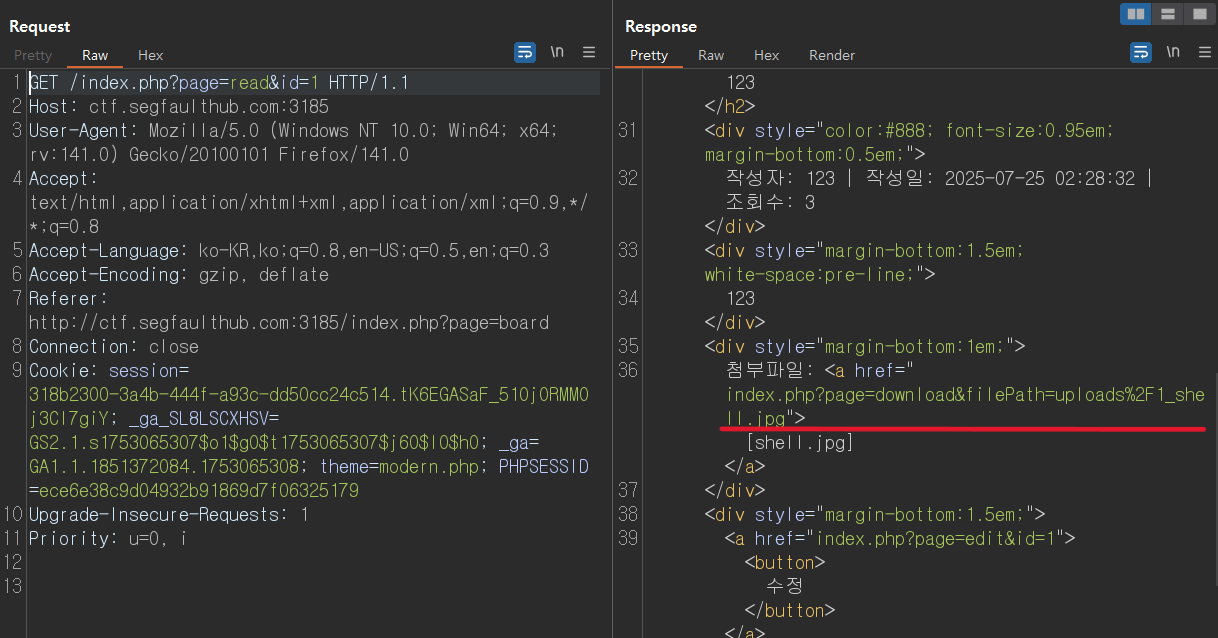 Request
Pretty Raw Hex \n
1 GET /index.php?page=read&id=1 HTTP/1.1
2 Host: ctf.segfaulthub.com:3185
3 User-Agent: Mozilla/5.0 (Windows NT 10.0; Win64; x64;
rv:141.0) Gecko/20100101 Firefox/141.0
4 Accept:
text/html,application/xhtml+xml,application/xml;q=0.9,*/
*;q=0.8
5 Accept-Language: ko-KR,ko;q=0.8,en-US;q=0.5,en;q=0.3
6 Accept-Encoding: gzip, deflate
7 Referer:
http://ctf.segfaulthub.com:3185/index.php?page=board
8 Connection: close
9 Cookie: session=
318b2300-3a4b-444f-a93c-dd50cc24c514.tK6EGASaF_510j0RMMO
j3Cl7giY; _ga_SL8LSCXHSV=
GS2.1.s1753065307$o1$g0$t1753065307$j60$l0$h0; _ga=
GA1.1.1851372084.1753065308; theme=modern.php; PHPSESSID
=ece6e38c9d04932b91869d7f06325179
10 Upgrade-Insecure-Requests: 1
11 Priority: u=0, i
12
13
Response
Pretty Raw Hex Render \n
123
</h2>
31 <div style="color:#888; font-size:0.95em;
margin-bottom:0.5em;">
32 작성자: 123 | 작성일: 2025-07-25 02:28:32 |
조회수: 3
</div>
33 <div style="margin-bottom:1.5em;
white-space:pre-line;">
34 123
</div>
35 <div style="margin-bottom:1em;">
36 첨부파일: <a href="
index.php?page=download&filePath=uploads%2F1_she
ll.jpg">
[shell.jpg]
</a>
37 </div>
38 <div style="margin-bottom:1.5em;">
39 <a href="index.php?page=edit&id=1">
<button>
수정
</button>
</a>